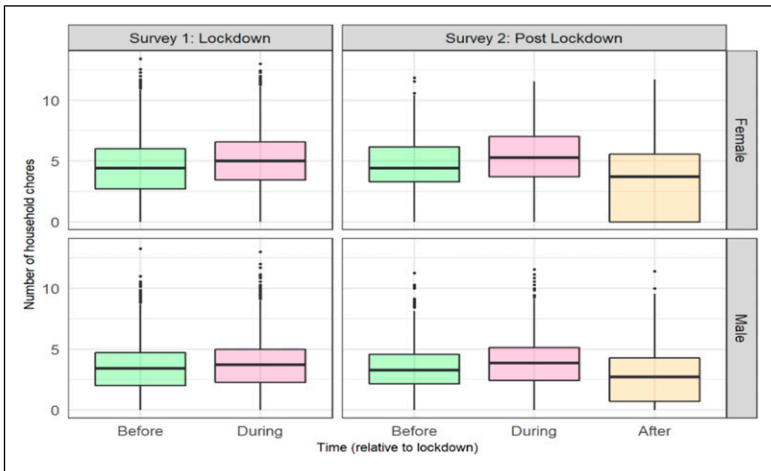 Survey 1: Lockdown
Survey 2: Post Lockdown
Number of household chores
10
5
0
Female
10
5
0
Male
Before
During
Before
During
After
Time (relative to lockdown)